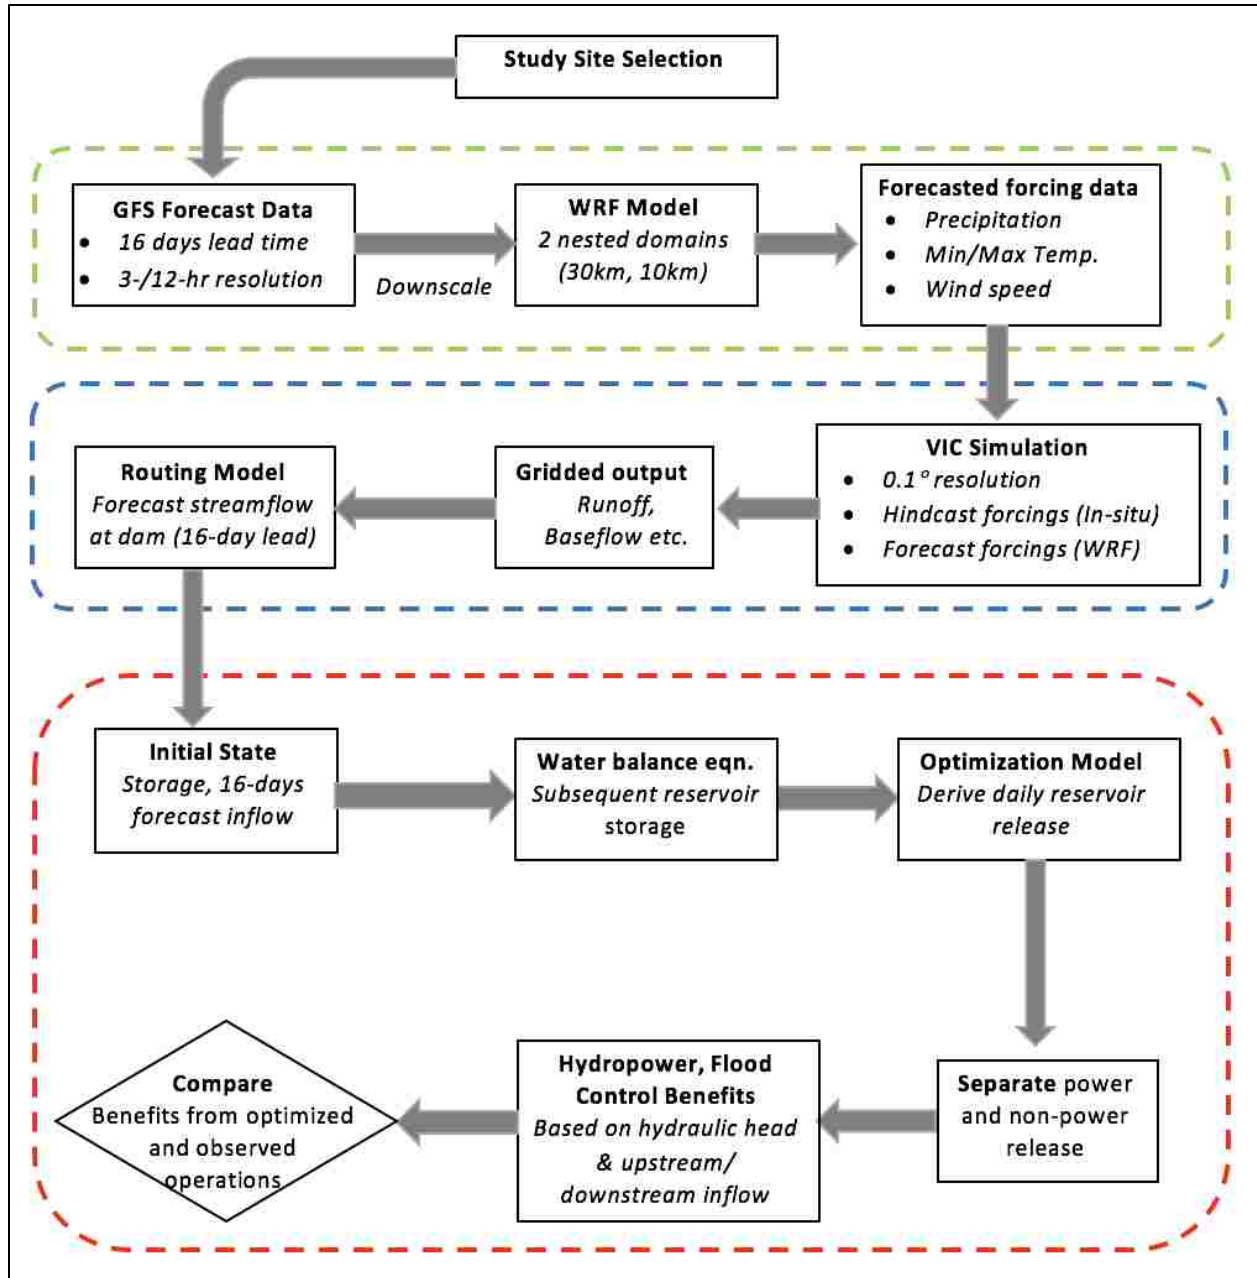 Study Site Selection
GFS Forecast Data
• 16 days lead time
• 3-/12-hr resolution
Downscale
WRF Model
2 nested domains
(30km, 10km)
Forecasted forcing data
• Precipitation
• Min/Max Temp.
• Wind speed
VIC Simulation
• 0.1° resolution
• Hindcast forcings (In-situ)
• Forecast forcings (WRF)
Gridded output
Runoff,
Baseflow etc.
Routing Model
Forecast streamflow
at dam (16-day lead)
Initial State
Storage, 16-days
forecast inflow
Water balance eqn.
Subsequent reservoir
storage
Optimization Model
Derive daily reservoir
release
Separate power
and non-power
release
Hydropower, Flood
Control Benefits
Based on hydraulic head
& upstream/
downstream inflow
Compare
Benefits from optimized
and observed
operations